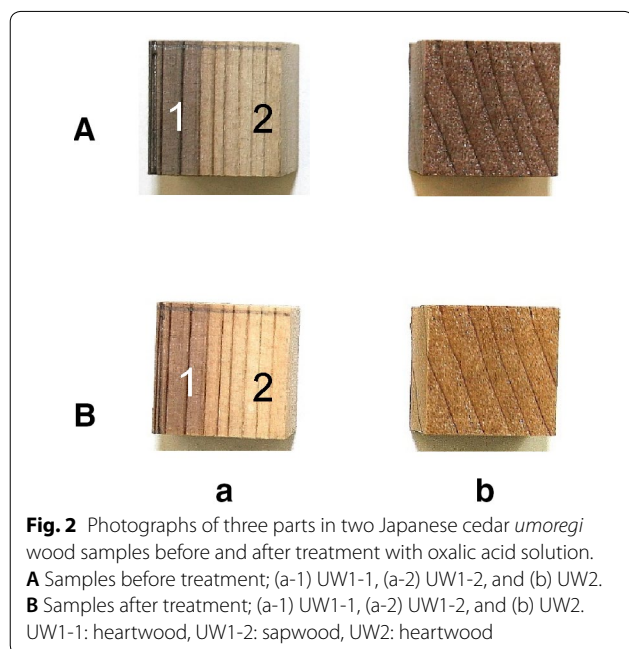 A
1
2
B
1
2
a
b
Fig. 2 Photographs of three parts in two Japanese cedar umoregi
wood samples before and after treatment with oxalic acid solution.
A Samples before treatment; (a-1) UW1-1, (a-2) UW1-2, and (b) UW2.
B Samples after treatment; (a-1) UW1-1, (a-2) UW1-2, and (b) UW2.
UW1-1: heartwood, UW1-2: sapwood, UW2: heartwood